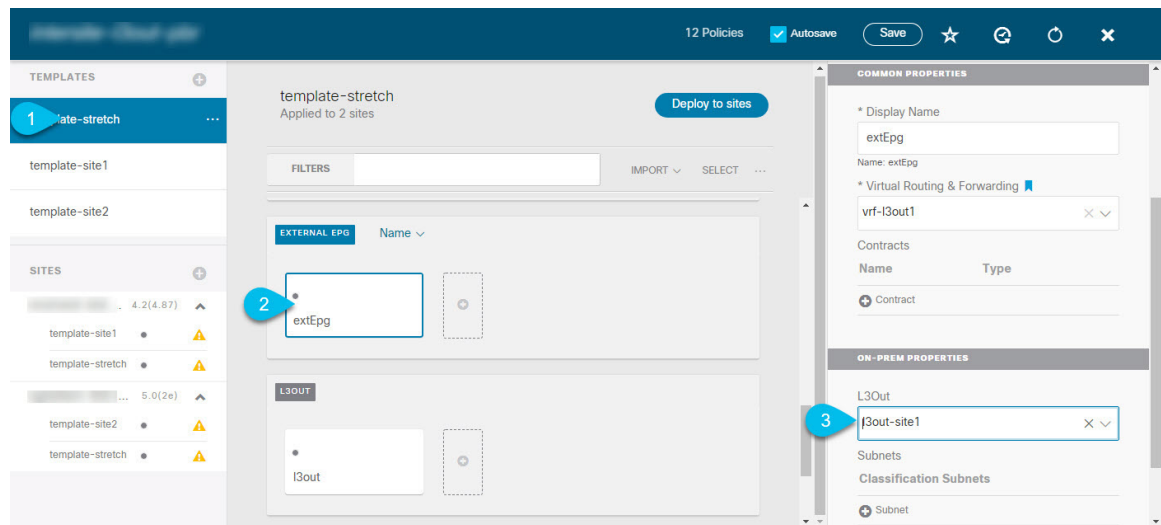 12 Policies Autosave Save
TEMPLATES
1 late-stretch ...
template-site1
template-site2
SITES
4.2(4.87)
template-site1
template-stretch
... 5.0(2e)
template-site2
template-stretch
template-stretch
Applied to 2 sites
Deploy to sites
FILTERS IMPORT SELECT ...
EXTERNAL EPG Name
2
extEpg
L3OUT
l3out
COMMON PROPERTIES
* Display Name
extEpg
Name: extEpg
* Virtual Routing & Forwarding
vrf-l3out1
Contracts
Name Type
Contract
ON-PREM PROPERTIES
L3Out
3 l3out-site1
Subnets
Classification Subnets
Subnet